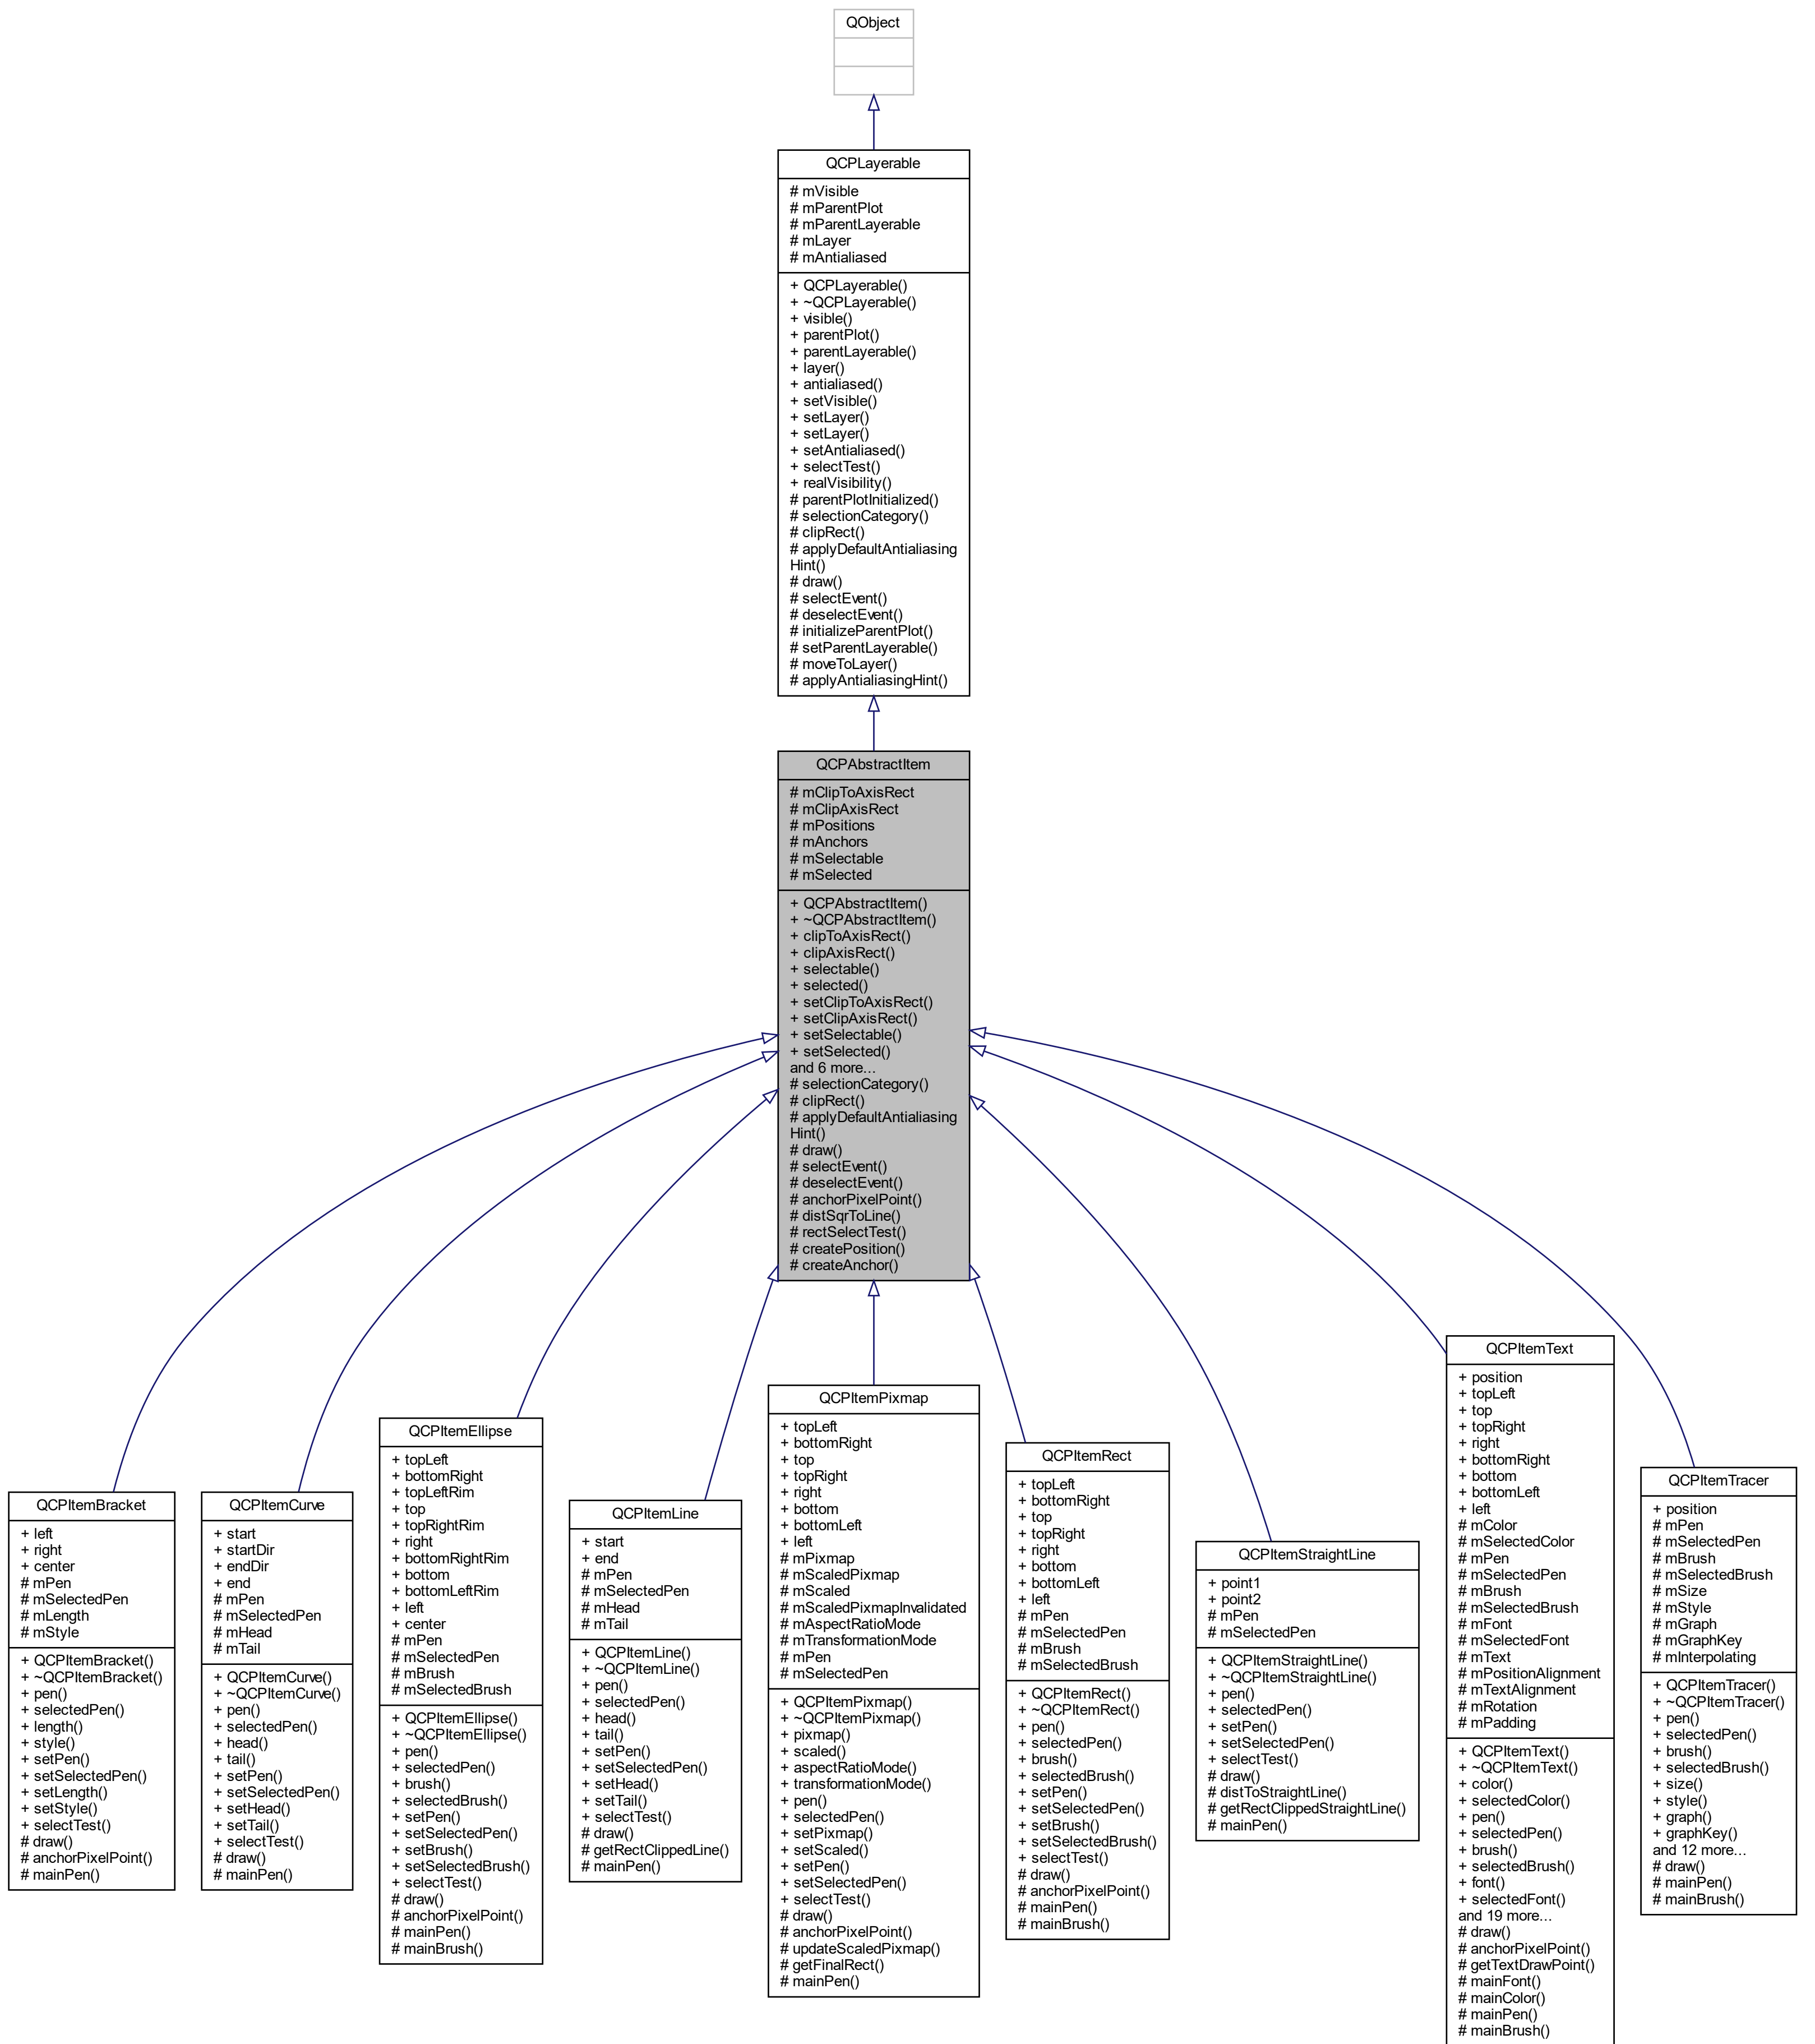 QObject
QCPLayerable
# mVisible
# mParentPlot
# mParentLayerable
# mLayer
# mAntialiased
+ QCPLayerable()
+ ~QCPLayerable()
+ visible()
+ parentPlot()
+ parentLayerable()
+ layer()
+ antialiased()
+ setVisible()
+ setLayer()
+ setLayer()
+ setAntialiased()
+ selectTest()
+ realVisibility()
# parentPlotInitialized()
# selectionCategory()
# clipRect()
# applyDefaultAntialiasing
Hint()
# draw()
# selectEvent()
# deselectEvent()
# initializeParentPlot()
# setParentLayerable()
# moveToLayer()
# applyAntialiasingHint()
QCPAbstractItem
# mClipToAxisRect
# mClipAxisRect
# mPositions
# mAnchors
# mSelectable
# mSelected
+ QCPAbstractItem()
+ ~QCPAbstractItem()
+ clipToAxisRect()
+ clipAxisRect()
+ selectable()
+ selected()
+ setClipToAxisRect()
+ setClipAxisRect()
+ setSelectable()
+ setSelected()
and 6 more...
# selectionCategory()
# clipRect()
# applyDefaultAntialiasing
Hint()
# draw()
# selectEvent()
# deselectEvent()
# anchorPixelPoint()
# distSqrToLine()
# rectSelectTest()
# createPosition()
# createAnchor()
QCPItemBracket
+ left
+ right
+ center
# mPen
# mSelectedPen
# mLength
# mStyle
+ QCPItemBracket()
+ ~QCPItemBracket()
+ pen()
+ selectedPen()
+ length()
+ style()
+ setPen()
+ setSelectedPen()
+ setLength()
+ setStyle()
+ selectTest()
# draw()
# anchorPixelPoint()
# mainPen()
QCPItemCurve
+ start
+ startDir
+ endDir
+ end
# mPen
# mSelectedPen
# mHead
# mTail
+ QCPItemCurve()
+ ~QCPItemCurve()
+ pen()
+ selectedPen()
+ head()
+ tail()
+ setPen()
+ setSelectedPen()
+ setHead()
+ setTail()
+ selectTest()
# draw()
# mainPen()
QCPItemEllipse
+ topLeft
+ bottomRight
+ topLeftRim
+ top
+ topRightRim
+ right
+ bottomRightRim
+ bottom
+ bottomLeftRim
+ left
+ center
# mPen
# mSelectedPen
# mBrush
# mSelectedBrush
+ QCPItemEllipse()
+ ~QCPItemEllipse()
+ pen()
+ selectedPen()
+ brush()
+ selectedBrush()
+ setPen()
+ setSelectedPen()
+ setBrush()
+ setSelectedBrush()
+ selectTest()
# draw()
# anchorPixelPoint()
# mainPen()
# mainBrush()
QCPItemLine
+ start
+ end
# mPen
# mSelectedPen
# mHead
# mTail
+ QCPItemLine()
+ ~QCPItemLine()
+ pen()
+ selectedPen()
+ head()
+ tail()
+ setPen()
+ setSelectedPen()
+ setHead()
+ setTail()
+ selectTest()
# draw()
# getRectClippedLine()
# mainPen()
QCPItemPixmap
+ topLeft
+ bottomRight
+ top
+ topRight
+ right
+ bottom
+ bottomLeft
+ left
# mPixmap
# mScaledPixmap
# mScaled
# mScaledPixmapInvalidated
# mAspectRatioMode
# mTransformationMode
# mPen
# mSelectedPen
+ QCPItemPixmap()
+ ~QCPItemPixmap()
+ pixmap()
+ scaled()
+ aspectRatioMode()
+ transformationMode()
+ pen()
+ selectedPen()
+ setPixmap()
+ setScaled()
+ setPen()
+ setSelectedPen()
+ selectTest()
# draw()
# anchorPixelPoint()
# updateScaledPixmap()
# getFinalRect()
# mainPen()
QCPItemRect
+ topLeft
+ bottomRight
+ top
+ topRight
+ right
+ bottom
+ bottomLeft
+ left
# mPen
# mSelectedPen
# mBrush
# mSelectedBrush
+ QCPItemRect()
+ ~QCPItemRect()
+ pen()
+ selectedPen()
+ brush()
+ selectedBrush()
+ setPen()
+ setSelectedPen()
+ setBrush()
+ setSelectedBrush()
+ selectTest()
# draw()
# anchorPixelPoint()
# mainPen()
# mainBrush()
QCPItemStraightLine
+ point1
+ point2
# mPen
# mSelectedPen
+ QCPItemStraightLine()
+ ~QCPItemStraightLine()
+ pen()
+ selectedPen()
+ setPen()
+ setSelectedPen()
+ selectTest()
# draw()
# distToStraightLine()
# getRectClippedStraightLine()
# mainPen()
QCPItemText
+ position
+ topLeft
+ top
+ topRight
+ right
+ bottomRight
+ bottom
+ bottomLeft
+ left
# mColor
# mSelectedColor
# mPen
# mSelectedPen
# mBrush
# mSelectedBrush
# mFont
# mSelectedFont
# mText
# mPositionAlignment
# mTextAlignment
# mRotation
# mPadding
+ QCPItemText()
+ ~QCPItemText()
+ color()
+ selectedColor()
+ pen()
+ selectedPen()
+ brush()
+ selectedBrush()
+ font()
+ selectedFont()
and 19 more...
# draw()
# anchorPixelPoint()
# getTextDrawPoint()
# mainFont()
# mainColor()
# mainPen()
# mainBrush()
QCPItemTracer
+ position
# mPen
# mSelectedPen
# mBrush
# mSelectedBrush
# mSize
# mStyle
# mGraph
# mGraphKey
# mInterpolating
+ QCPItemTracer()
+ ~QCPItemTracer()
+ pen()
+ selectedPen()
+ brush()
+ selectedBrush()
+ size()
+ style()
+ graph()
+ graphKey()
and 12 more...
# draw()
# mainPen()
# mainBrush()